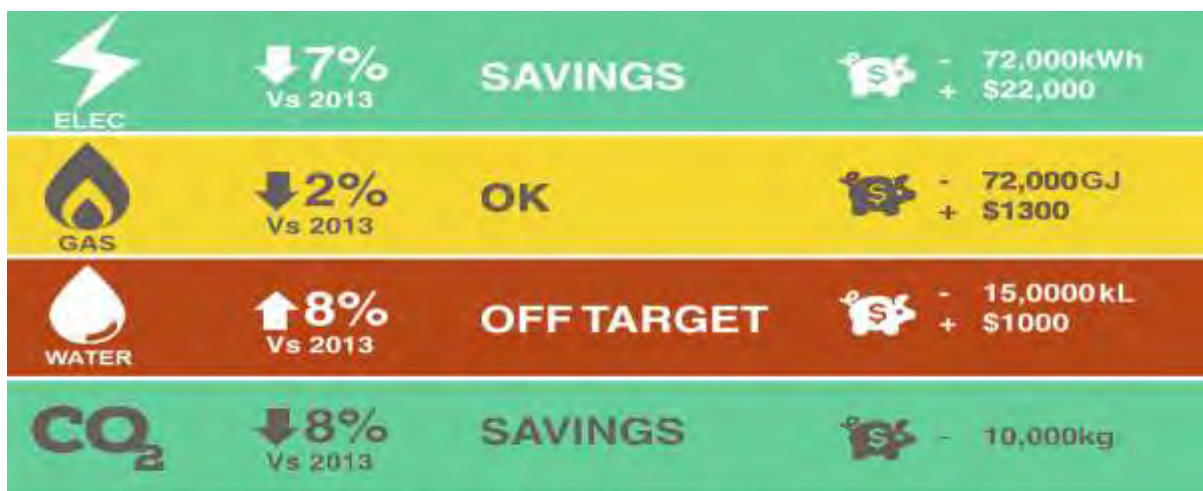 ELEC
7%
Vs 2013
SAVINGS
- 72,000kWh
+ $22,000
GAS
2%
Vs 2013
OK
- 72,000GJ
+ $1300
WATER
8%
Vs 2013
OFF TARGET
- 15,0000kL
+ $1000
CO₂
8%
Vs 2013
SAVINGS
- 10,000kg